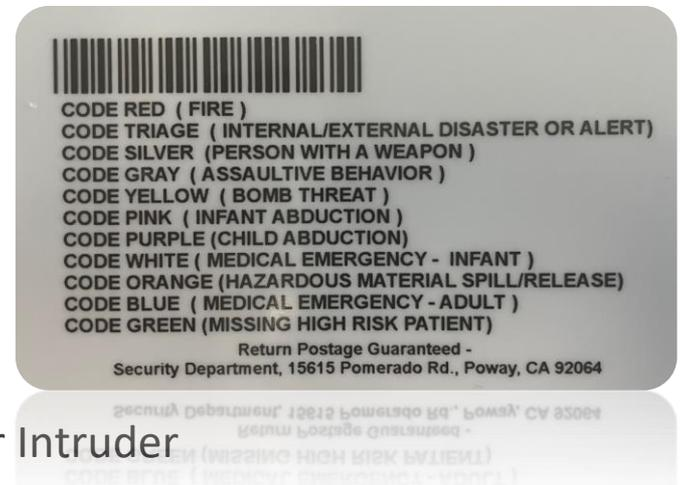 CODE RED ( FIRE )
CODE TRIAGE ( INTERNAL/EXTERNAL DISASTER OR ALERT)
CODE SILVER (PERSON WITH A WEAPON )
CODE GRAY ( ASSAULTIVE BEHAVIOR )
CODE YELLOW ( BOMB THREAT )
CODE PINK ( INFANT ABDUCTION )
CODE PURPLE (CHILD ABDUCTION)
CODE WHITE ( MEDICAL EMERGENCY - INFANT )
CODE ORANGE (HAZARDOUS MATERIAL SPILL/RELEASE)
CODE BLUE ( MEDICAL EMERGENCY - ADULT )
CODE GREEN (MISSING HIGH RISK PATIENT)
Return Postage Guaranteed -
Security Department, 15615 Pomerado Rd., Poway, CA 92064
r Intruder